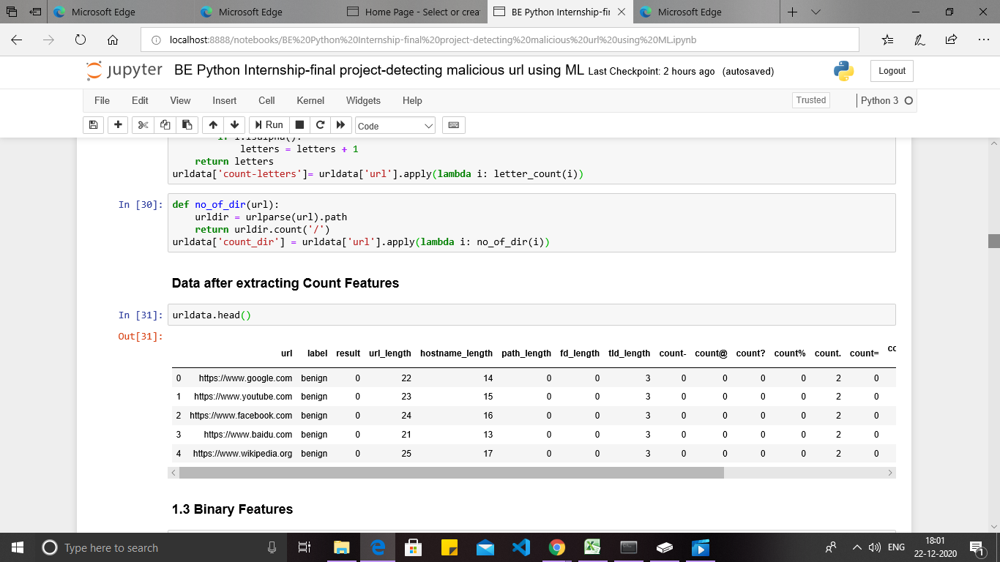 Microsoft Edge Microsoft Edge Home Page - Select or crea BE Python Internship-fi Microsoft Edge
localhost:8888/notebooks/BE%20Python%20Internship-final%20project-detecting%20malicious%20url%20using%20ML.ipynb
jupyter BE Python Internship-final project-detecting malicious url using ML Last Checkpoint: 2 hours ago (autosaved) Logout
File Edit View Insert Cell Kernel Widgets Help Trusted Python 3
Run Code
if i.isalpha():
letters = letters + 1
return letters
urldata['count-letters']= urldata['url'].apply(lambda i: letter_count(i))
In [30]: def no_of_dir(url):
urldir = urlparse(url).path
return urldir.count('/')
urldata['count_dir'] = urldata['url'].apply(lambda i: no_of_dir(i))
Data after extracting Count Features
In [31]: urldata.head()
Out[31]:
url label result url_length hostname_length path_length fd_length tld_length count- count@ count? count% count. count= cc
0 https://www.google.com benign 0 22 14 0 0 3 0 0 0 0 2 0
1 https://www.youtube.com benign 0 23 15 0 0 3 0 0 0 0 2 0
2 https://www.facebook.com benign 0 24 16 0 0 3 0 0 0 0 2 0
3 https://www.baidu.com benign 0 21 13 0 0 3 0 0 0 0 2 0
4 https://www.wikipedia.org benign 0 25 17 0 0 3 0 0 0 0 2 0
1.3 Binary Features
Type here to search ENG 18:01
22-12-2020 1